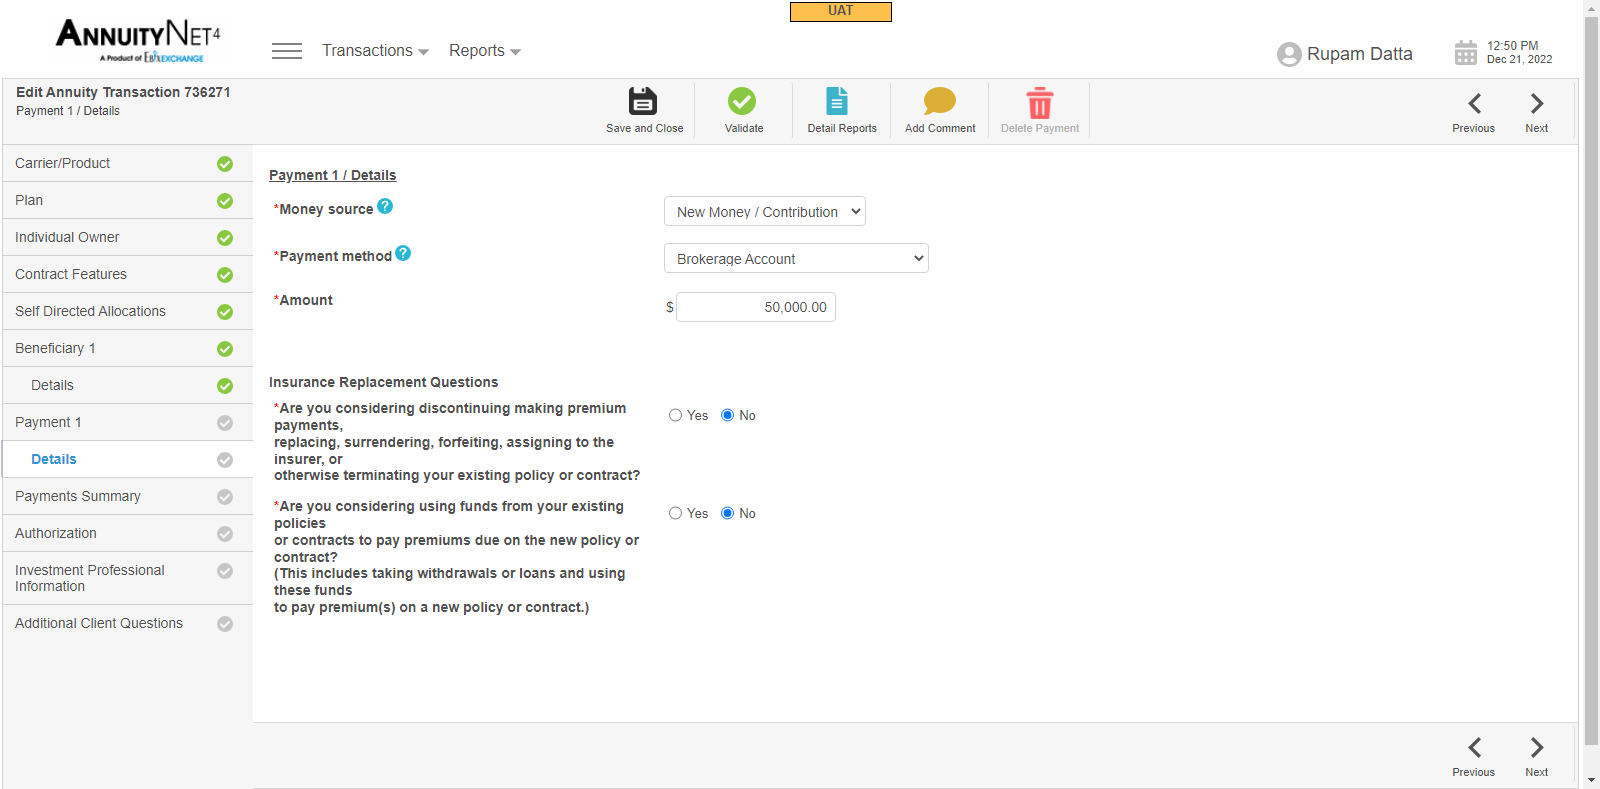 UAT
ANNUITYNET4
A Product of EbixEXCHANGE
Transactions
Reports
Rupam Datta
12:50 PM
Dec 21, 2022
Edit Annuity Transaction 736271
Payment 1 / Details
Save and Close
Validate
Detail Reports
Add Comment
Delete Payment
Previous
Next
Carrier/Product
Plan
Individual Owner
Contract Features
Self Directed Allocations
Beneficiary 1
Details
Payment 1
Details
Payments Summary
Authorization
Investment Professional
Information
Additional Client Questions
Payment 1 / Details
*Money source ?
New Money / Contribution
*Payment method ?
Brokerage Account
*Amount
$ 50,000.00
Insurance Replacement Questions
*Are you considering discontinuing making premium
payments,
replacing, surrendering, forfeiting, assigning to the
insurer, or
otherwise terminating your existing policy or contract?
Yes No
*Are you considering using funds from your existing
policies
or contracts to pay premiums due on the new policy or
contract?
(This includes taking withdrawals or loans and using
these funds
to pay premium(s) on a new policy or contract.)
Yes No
Previous
Next